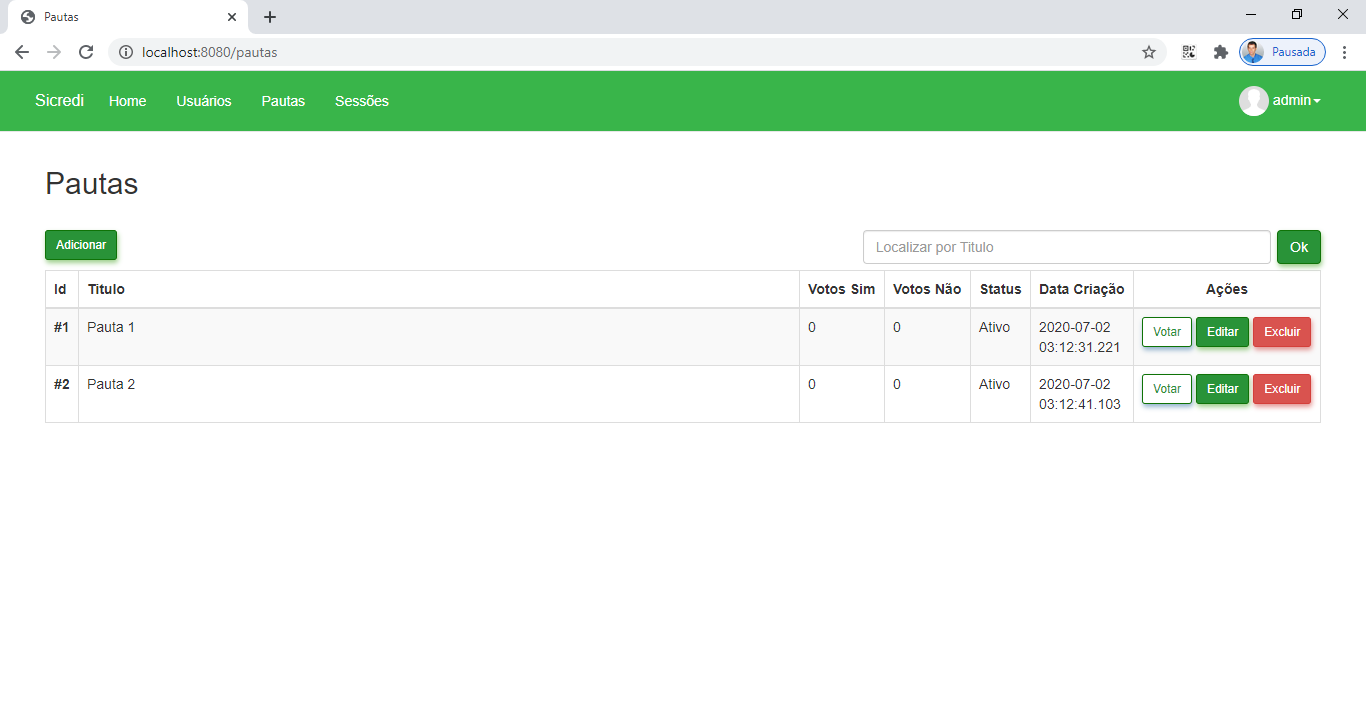 Pautas
localhost:8080/pautas
Pausada
Sicredi Home Usuários Pautas Sessões admin
Pautas
Adicionar Localizar por Titulo Ok
Id Titulo Votos Sim Votos Não Status Data Criação Ações
#1 Pauta 1 0 0 Ativo 2020-07-02 Votar Editar Excluir
03:12:31.221
#2 Pauta 2 0 0 Ativo 2020-07-02 Votar Editar Excluir
03:12:41.103